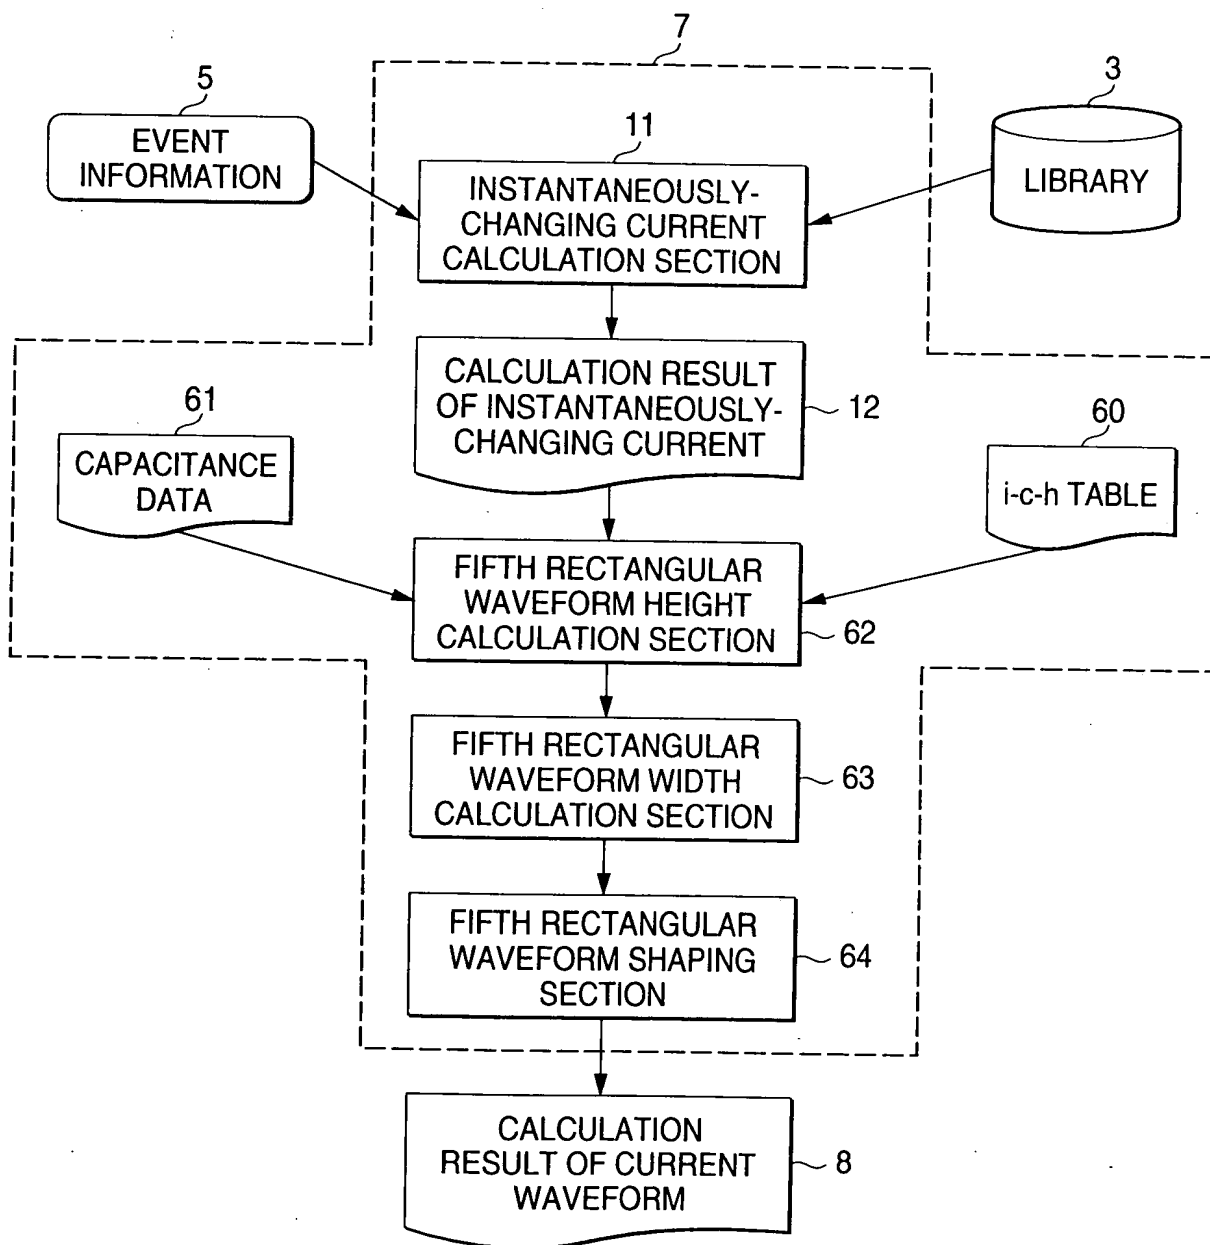 7
5
EVENT
INFORMATION
3
LIBRARY
11
INSTANTANEOUSLY-
CHANGING CURRENT
CALCULATION SECTION
CALCULATION RESULT
OF INSTANTANEOUSLY-
CHANGING CURRENT
12
61
CAPACITANCE
DATA
60
i-c-h TABLE
FIFTH RECTANGULAR
WAVEFORM HEIGHT
CALCULATION SECTION
62
FIFTH RECTANGULAR
WAVEFORM WIDTH
CALCULATION SECTION
63
FIFTH RECTANGULAR
WAVEFORM SHAPING
SECTION
64
CALCULATION
RESULT OF CURRENT
WAVEFORM
8